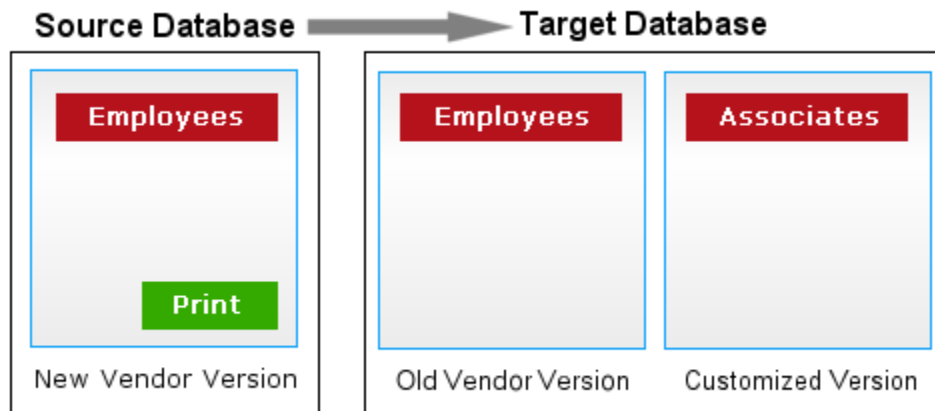 Source Database
Target Database
Employees
Print
New Vendor Version
Employees
Old Vendor Version
Associates
Customized Version